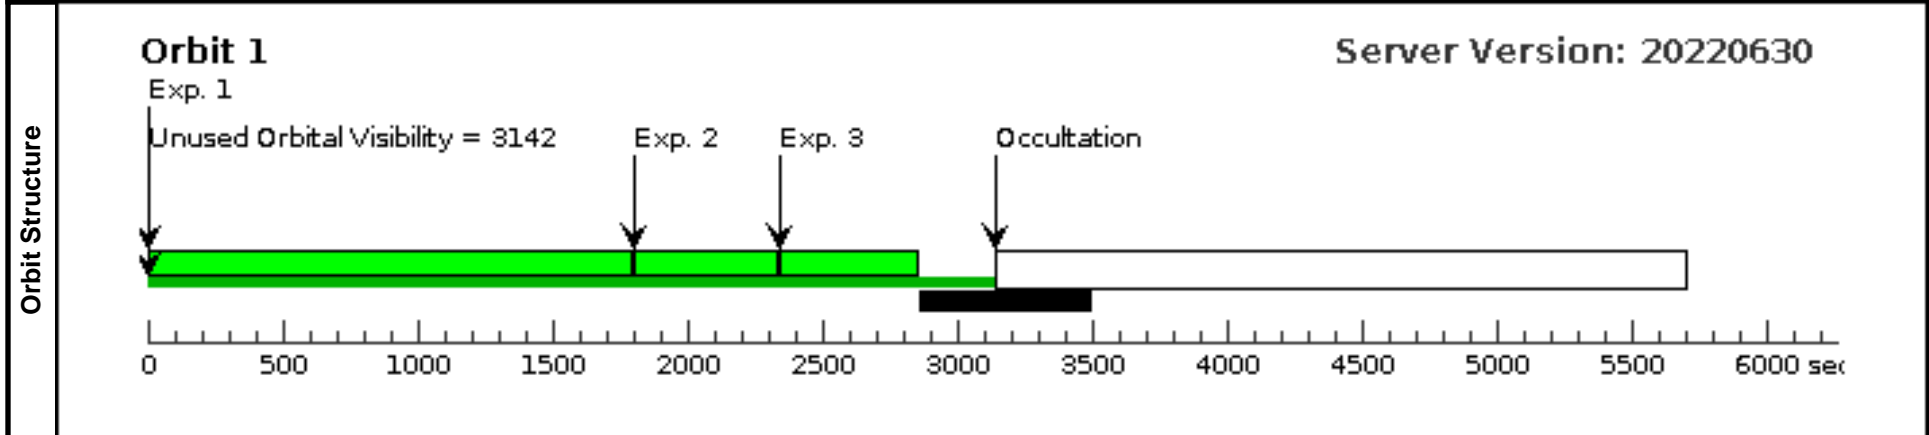 Orbit Structure
Orbit 1
Server Version: 20220630
Exp. 1
Unused Orbital Visibility = 3142
Exp. 2
Exp. 3
Occultation
0 500 1000 1500 2000 2500 3000 3500 4000 4500 5000 5500 6000 sec